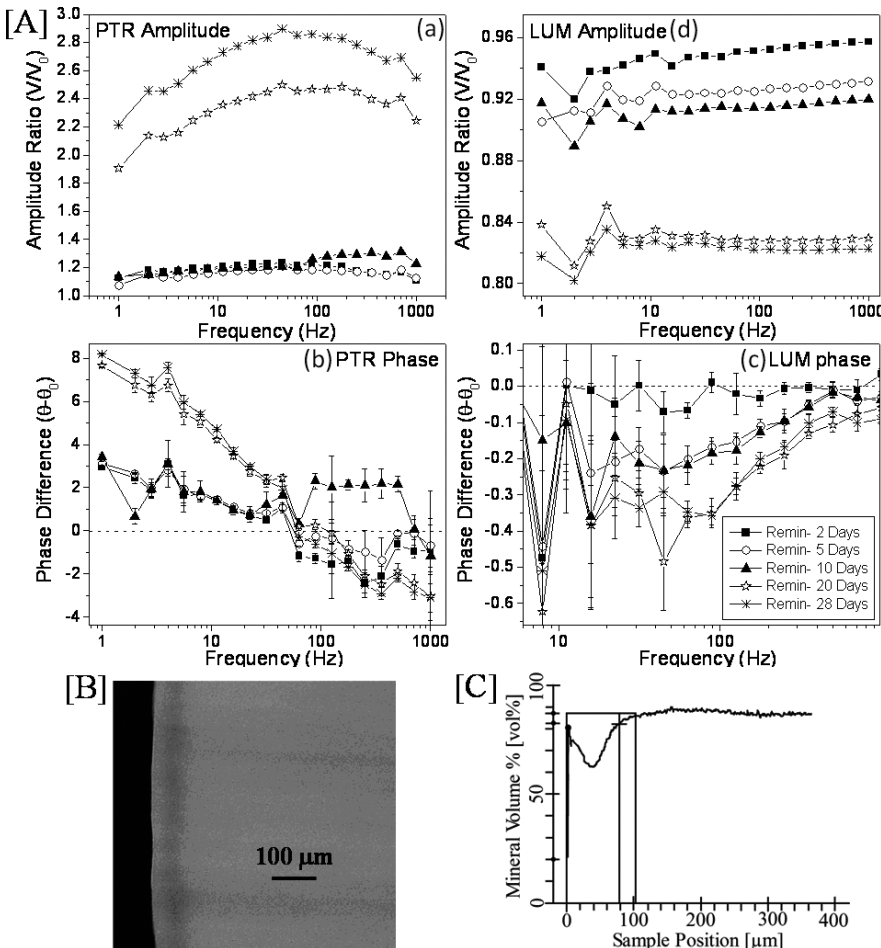 [A]
PTR Amplitude (a)
Amplitude Ratio (V/V₀)
3.0
2.8
2.6
2.4
2.2
2.0
1.8
1.6
1.4
1.2
1.0
1 10 100 1000
Frequency (Hz)
LUM Amplitude (d)
Amplitude Ratio (V/V₀)
0.96
0.92
0.88
0.84
0.80
1 10 100 1000
Frequency (Hz)
(b) PTR Phase
Phase Difference (θ-θ₀)
8
6
4
2
0
-2
-4
1 10 100 1000
Frequency (Hz)
(c) LUM phase
Phase Difference (θ-θ₀)
0.1
0.0
-0.1
-0.2
-0.3
-0.4
-0.5
-0.6
10 100
Frequency (Hz)
Remin- 2 Days
Remin- 5 Days
Remin- 10 Days
Remin- 20 Days
Remin- 28 Days
[B]
100 μm
[C]
Mineral Volume % [vol%]
100
50
0
0 100 200 300 400
Sample Position [μm]